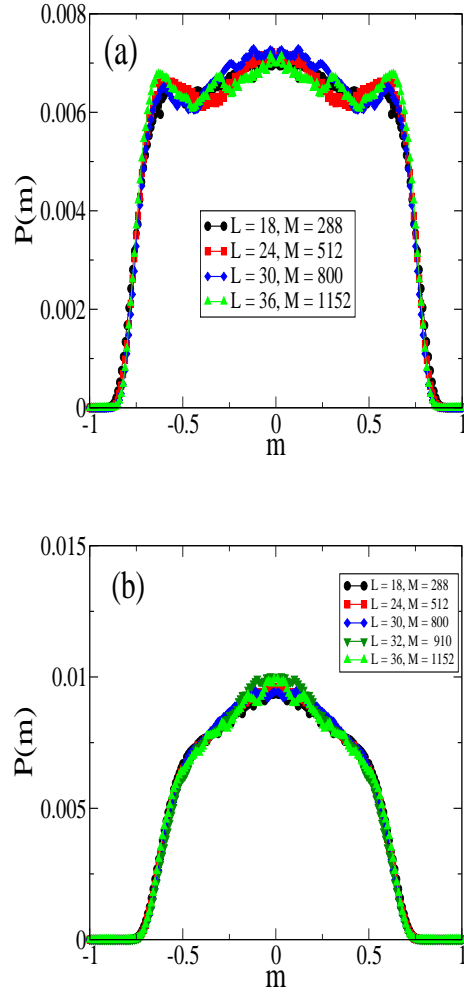 (a)
P(m)
0.008
0.006
0.004
0.002
0
L = 18, M = 288
L = 24, M = 512
L = 30, M = 800
L = 36, M = 1152
-1 -0.5 0 0.5 1
m
(b)
P(m)
0.015
0.01
0.005
0
L = 18, M = 288
L = 24, M = 512
L = 30, M = 800
L = 32, M = 910
L = 36, M = 1152
-1 -0.5 0 0.5 1
m